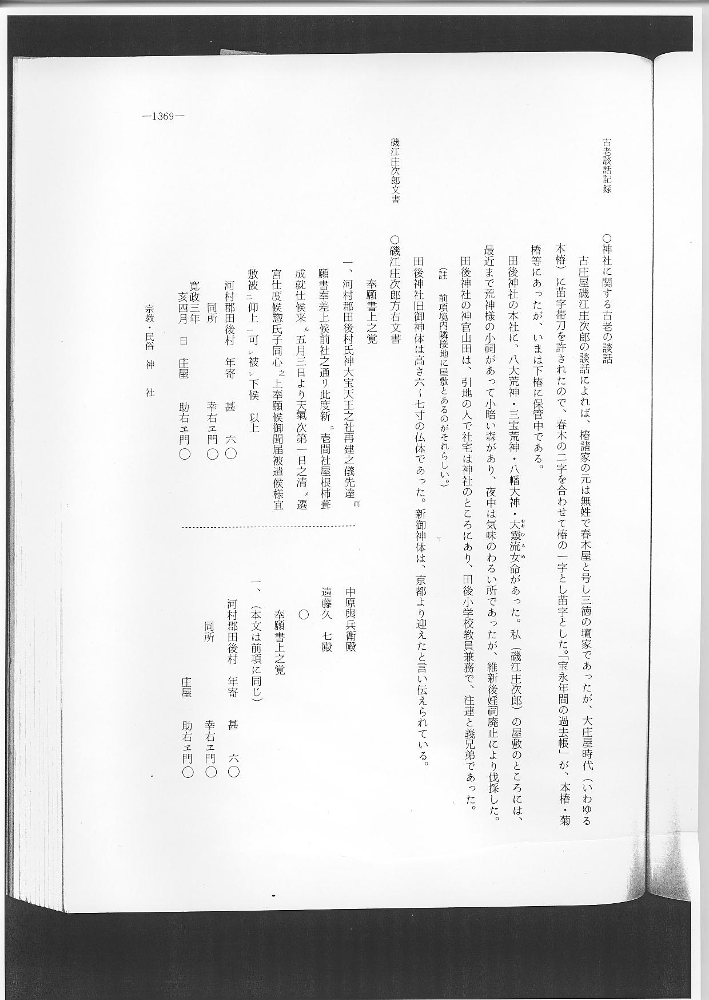 古老談話記録
○神社に関する古老の談話
古庄屋磯江庄次郎の談話によれば、椿諸家の元は無姓で春木屋と号し三徳の壇家であったが、大庄屋時代（いわゆる
本椿）に苗字帯刀を許されたので、春木の二字を合わせて椿の一字とし苗字とした。「宝永年間の過去帳」が、本椿・菊
椿等にあったが、いまは下椿に保管中である。
田後神社の本社に、八大荒神・三宝荒神・八幡大神・大靈流女命があった。私（磯江庄次郎）の屋敷のところには、
おお ひ る め
最近まで荒神様の小祠があって小暗い森があり、夜中は気味のわるい所であったが、維新後婬祠廃止により伐採した。
田後神社の神官山田は、引地の人で社宅は神社のところにあり、田後小学校教員兼務で、注連と義兄弟であった。
（註　前項境内隣接地に屋敷とあるのがそれらしい。）
田後神社旧御神体は高さ六〜七寸の仏体であった。新御神体は、京都より迎えたと言い伝えられている。
磯江庄次郎文書
○磯江庄次郎方右文書
奉願書上之覚
一、河村郡田後村氏神大宝天王之社再建之儀先達而
願書奉差上候前社之通リ此度新ニ壱間社屋根柿葺
成就仕候来ル五月三日より天氣次第一日之清メ遷
宮仕度候惣氏子同心之上奉願候御聞届被遣候様宜
敷被ニ仰上一可レ被レ下候　以上
河村郡田後村　年寄　甚　六○
同所　幸右ヱ門○
寛政三年
亥四月　日　庄屋　助右ヱ門○
中原輿兵衛殿
遠藤久　七殿
○
奉願書上之覚
一、（本文は前項に同じ）
河村郡田後村　年寄　甚　六○
同所　幸右ヱ門○
庄屋　助右ヱ門○
宗教・民俗　神　社
—1369—